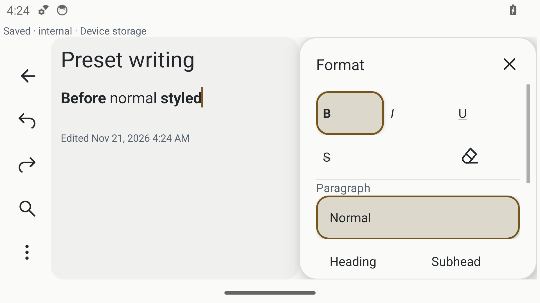 4:24
Saved · internal · Device storage
Preset writing
Before normal styled
Edited Nov 21, 2026 4:24 AM
Format
B I U
S
Paragraph
Normal
Heading Subhead